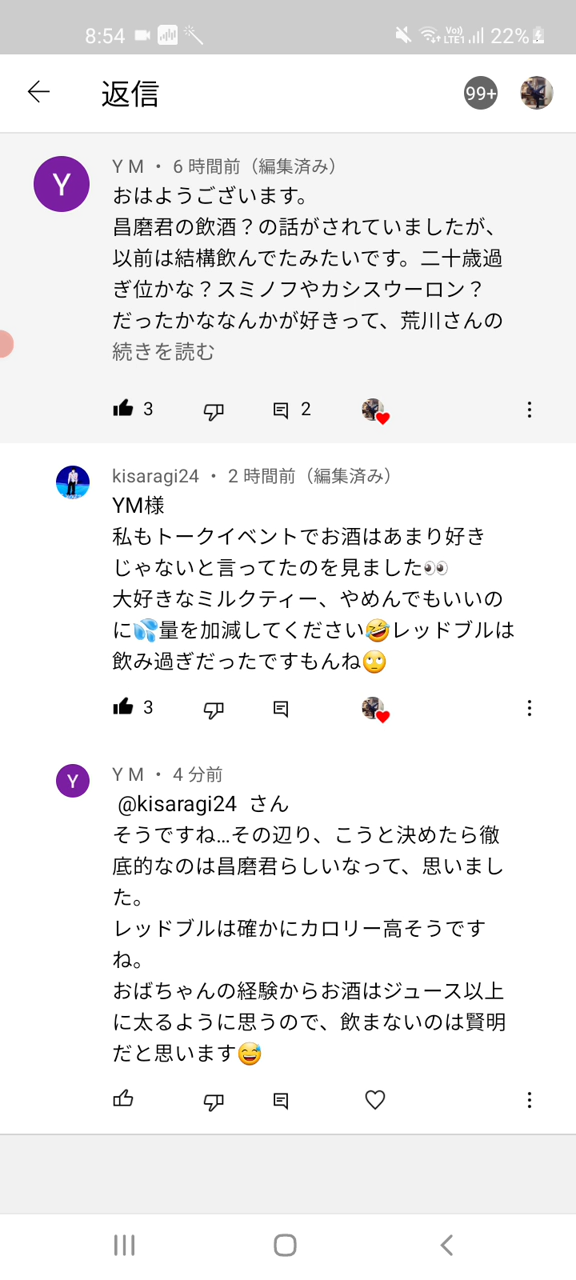 8:54
Vo)) LTE1 22%
返信
99+
Y
Y M ・ 6 時間前（編集済み）
おはようございます。
昌磨君の飲酒？の話がされていましたが、
以前は結構飲んでたみたいです。二十歳過
ぎ位かな？スミノフやカシスウーロン？
だったかななんかが好きって、荒川さんの
続きを読む
3 2
kisaragi24 ・ 2 時間前（編集済み）
YM様
私もトークイベントでお酒はあまり好き
じゃないと言ってたのを見ました👀
大好きなミルクティー、やめんでもいいの
に💦量を加減してください🤣レッドブルは
飲み過ぎだったですもんね🙄
3
Y
Y M ・ 4 分前
@kisaragi24 さん
そうですね…その辺り、こうと決めたら徹
底的なのは昌磨君らしいなって、思いまし
た。
レッドブルは確かにカロリー高そうです
ね。
おばちゃんの経験からお酒はジュース以上
に太るように思うので、飲まないのは賢明
だと思います😅